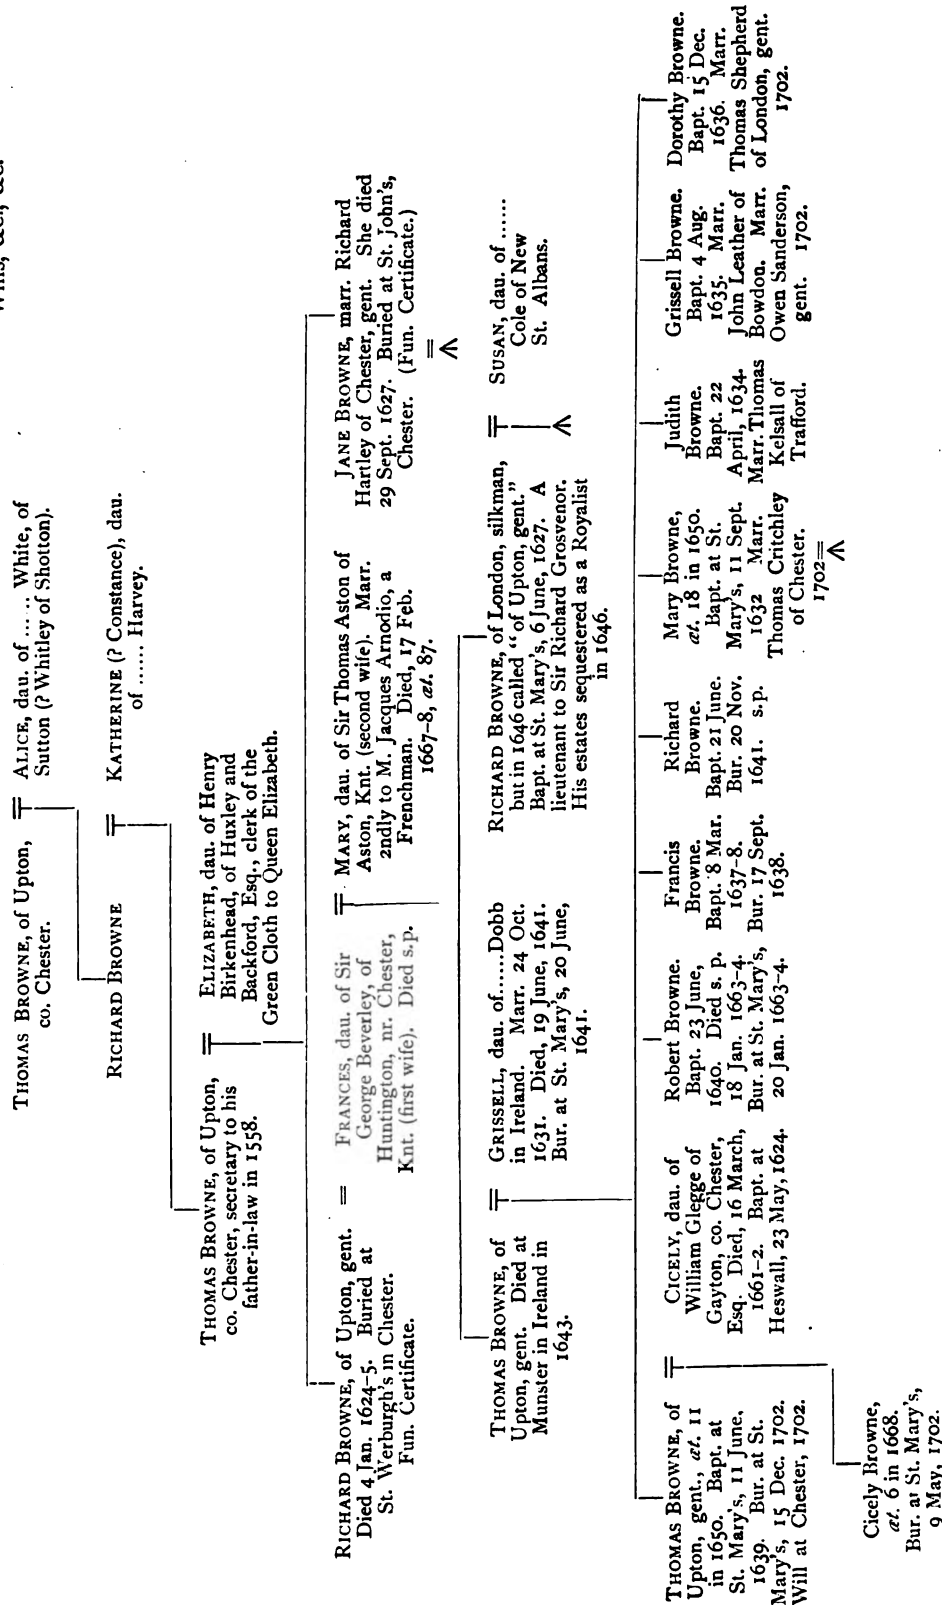 THOMAS BROWNE, of Upton,
co. Chester.
ALICE, dau. of ...... White, of
Sutton (? Whitley of Shotton).
RICHARD BROWNE
KATHERINE (? Constance), dau.
of ...... Harvey.
THOMAS BROWNE, of Upton,
co. Chester, secretary to his
father-in-law in 1558.
ELIZABETH, dau. of Henry
Birkenhead, of Huxley and
Backford, Esq., clerk of the
Green Cloth to Queen Elizabeth.
RICHARD BROWNE, of Upton, gent.
Died 4 Jan. 1624-5. Buried at
St. Werburgh's in Chester.
Fun. Certificate.
=
FRANCES, dau. of Sir
George Beverley, of
Huntington, nr. Chester,
Knt. (first wife). Died s.p.
MARY, dau. of Sir Thomas Aston of
Aston, Knt. (second wife). Marr.
2ndly to M. Jacques Arnodio, a
Frenchman. Died, 17 Feb.
1667-8, æt. 87.
JANE BROWNE, marr. Richard
Hartley of Chester, gent. She died
29 Sept. 1627. Buried at St. John's,
Chester. (Fun. Certificate.)
=
THOMAS BROWNE, of
Upton, gent. Died at
Munster in Ireland in
1643.
GRISSELL, dau. of......Dobb
in Ireland. Marr. 24 Oct.
1631. Died, 19 June, 1641.
Bur. at St. Mary's, 20 June,
1641.
RICHARD BROWNE, of London, silkman,
but in 1646 called "of Upton, gent."
Bapt. at St. Mary's, 6 June, 1627. A
lieutenant to Sir Richard Grosvenor.
His estates sequestered as a Royalist
in 1646.
SUSAN, dau. of ......
Cole of New
St. Albans.
THOMAS BROWNE, of
Upton, gent., æt. 11
in 1650. Bapt. at
St. Mary's, 11 June,
1639. Bur. at St.
Mary's, 15 Dec. 1702.
Will at Chester, 1702.
CICELY, dau. of
William Glegge of
Gayton, co. Chester,
Esq. Died, 16 March,
1661-2. Bapt. at
Heswall, 23 May, 1624.
Robert Browne.
Bapt. 23 June,
1640. Died s. p.
18 Jan. 1663-4.
Bur. at St. Mary's,
20 Jan. 1663-4.
Francis
Browne.
Bapt. 8 Mar.
1637-8.
Bur. 17 Sept.
1638.
Richard
Browne.
Bapt. 21 June.
Bur. 20 Nov.
1641. s.p.
Mary Browne,
æt. 18 in 1650.
Bapt. at St.
Mary's, 11 Sept.
1632 Marr.
Thomas Critchley
of Chester.
1702=
Judith
Browne.
Bapt. 22
April, 1634.
Marr. Thomas
Kelsall of
Trafford.
Grissell Browne.
Bapt. 4 Aug.
1635. Marr.
John Leather of
Bowdon. Marr.
Owen Sanderson,
gent. 1702.
Dorothy Browne.
Bapt. 15 Dec.
1636. Marr.
Thomas Shepherd
of London, gent.
1702.
Cicely Browne,
æt. 6 in 1668.
Bur. at St. Mary's,
9 May, 1702.